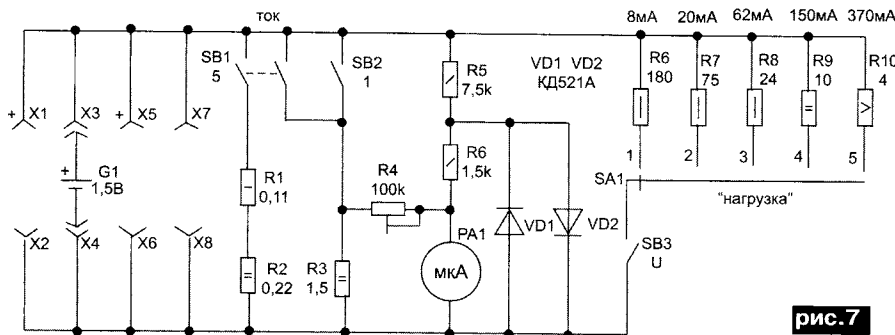 ток
8мА 20мА 62мА 150мА 370мА
SB1
5
SB2
1
R5
7,5k
VD1 VD2
КД521А
R6
180
R7
75
R8
24
R9
10
R10
4
+ X1
X3
+ X5
X7
+ G1
1,5В
R1
0,11
R4
100k
R6
1,5k
1 2 3 4 5
SA1
"нагрузка"
X2
X4
X6
X8
R2
0,22
R3
1,5
PA1
мкА
VD1
VD2
SB3
U
рис.7